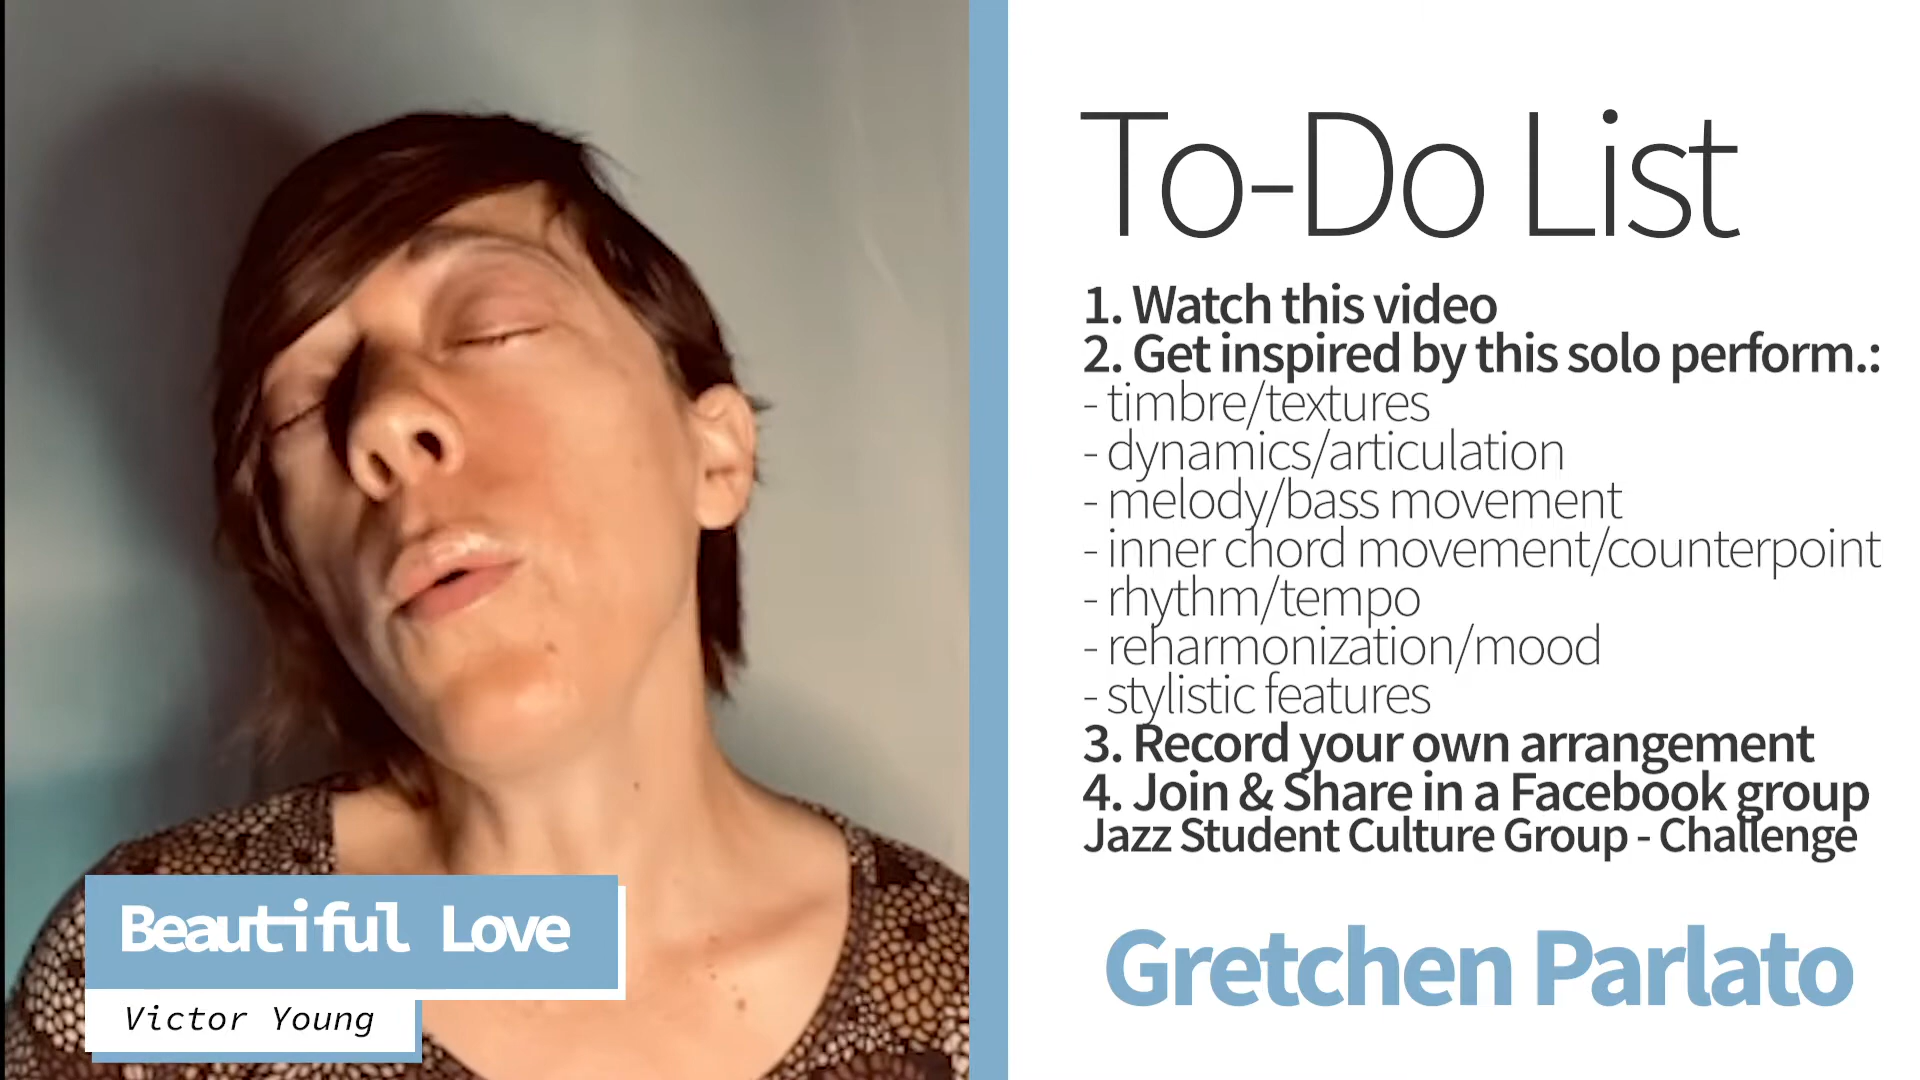 To-Do List
1. Watch this video
2. Get inspired by this solo perform.:
- timbre/textures
- dynamics/articulation
- melody/bass movement
- inner chord movement/counterpoint
- rhythm/tempo
- reharmonization/mood
- stylistic features
3. Record your own arrangement
4. Join & Share in a Facebook group
Jazz Student Culture Group - Challenge
Gretchen Parlato
Beautiful Love
Victor Young